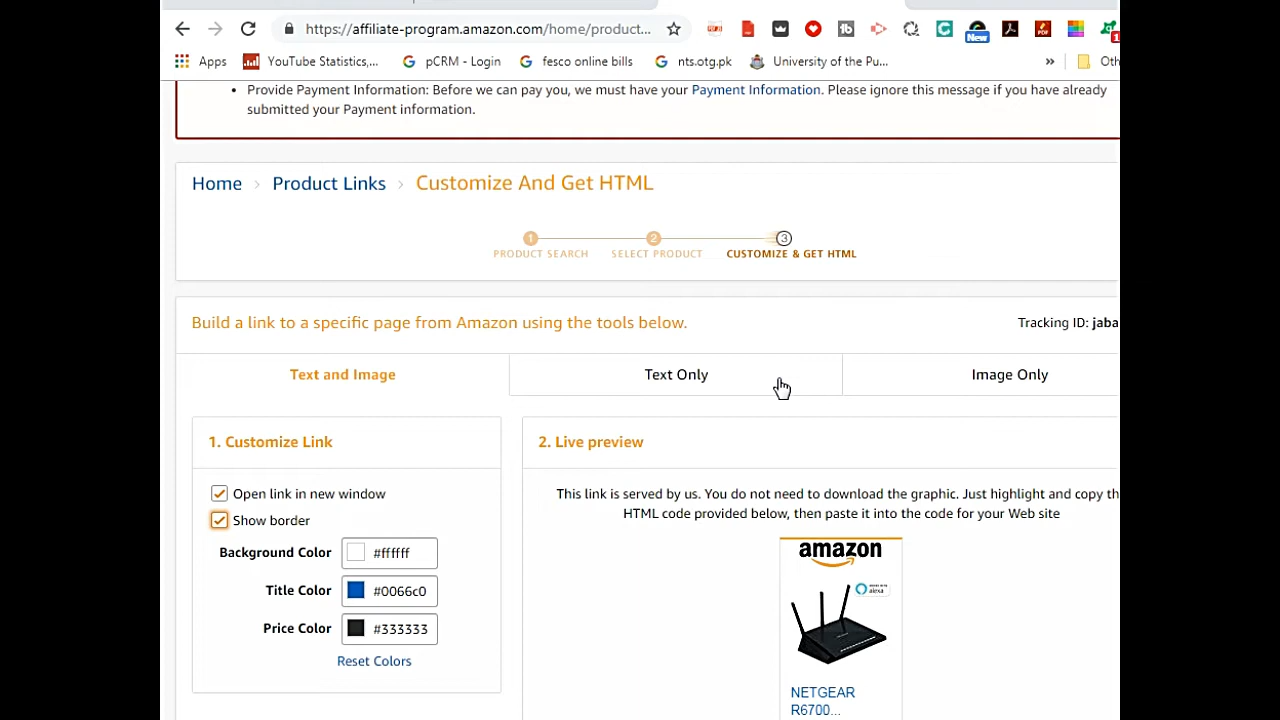 https://affiliate-program.amazon.com/home/product...
New
1
Apps
YouTube Statistics,...
pCRM - Login
fesco online bills
nts.otg.pk
University of the Pu...
»
Oth
• Provide Payment Information: Before we can pay you, we must have your Payment Information. Please ignore this message if you have already
submitted your Payment information.
Home › Product Links › Customize And Get HTML
1
2
3
PRODUCT SEARCH
SELECT PRODUCT
CUSTOMIZE & GET HTML
Build a link to a specific page from Amazon using the tools below.
Tracking ID: jaba
Text and Image
Text Only
Image Only
1. Customize Link
Open link in new window
Show border
Background Color #ffffff
Title Color #0066c0
Price Color #333333
Reset Colors
2. Live preview
This link is served by us. You do not need to download the graphic. Just highlight and copy th
HTML code provided below, then paste it into the code for your Web site
amazon
alexa
NETGEAR
R6700...